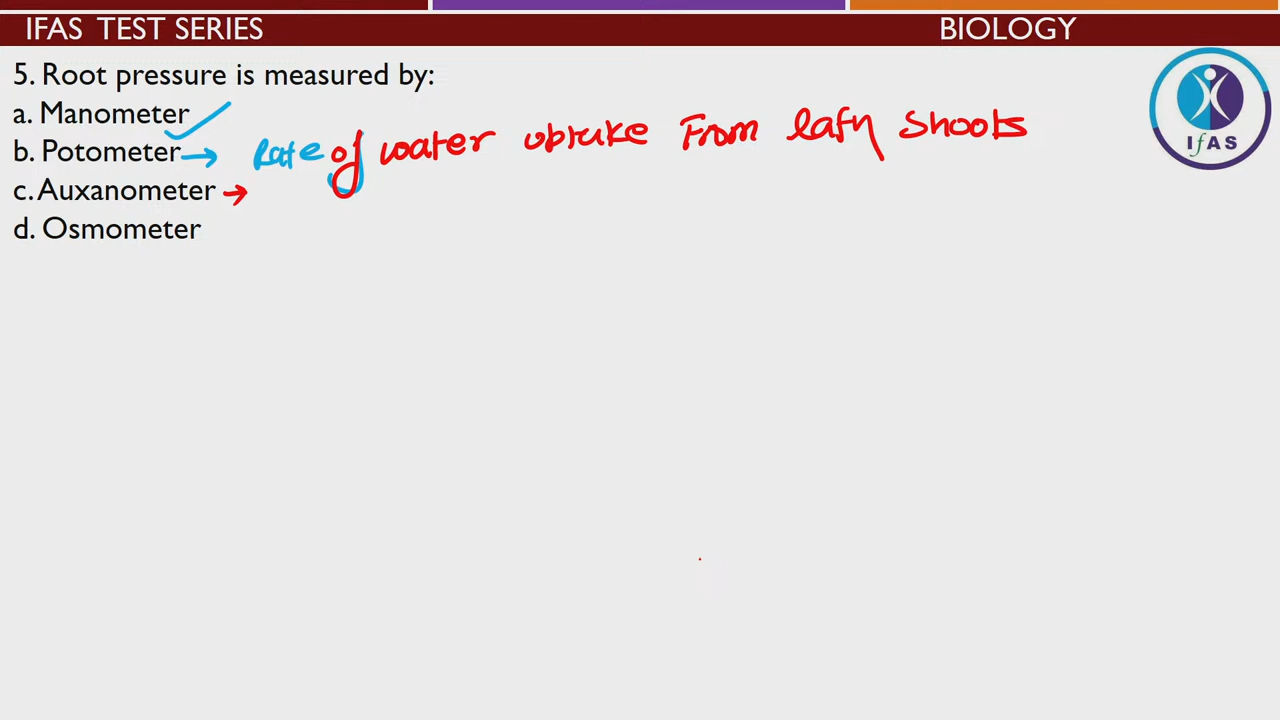 IFAS TEST SERIES
BIOLOGY
5. Root pressure is measured by:
a. Manometer
b. Potometer → Rate of water uptake From lafy shoots
c. Auxanometer →
d. Osmometer
IfAS